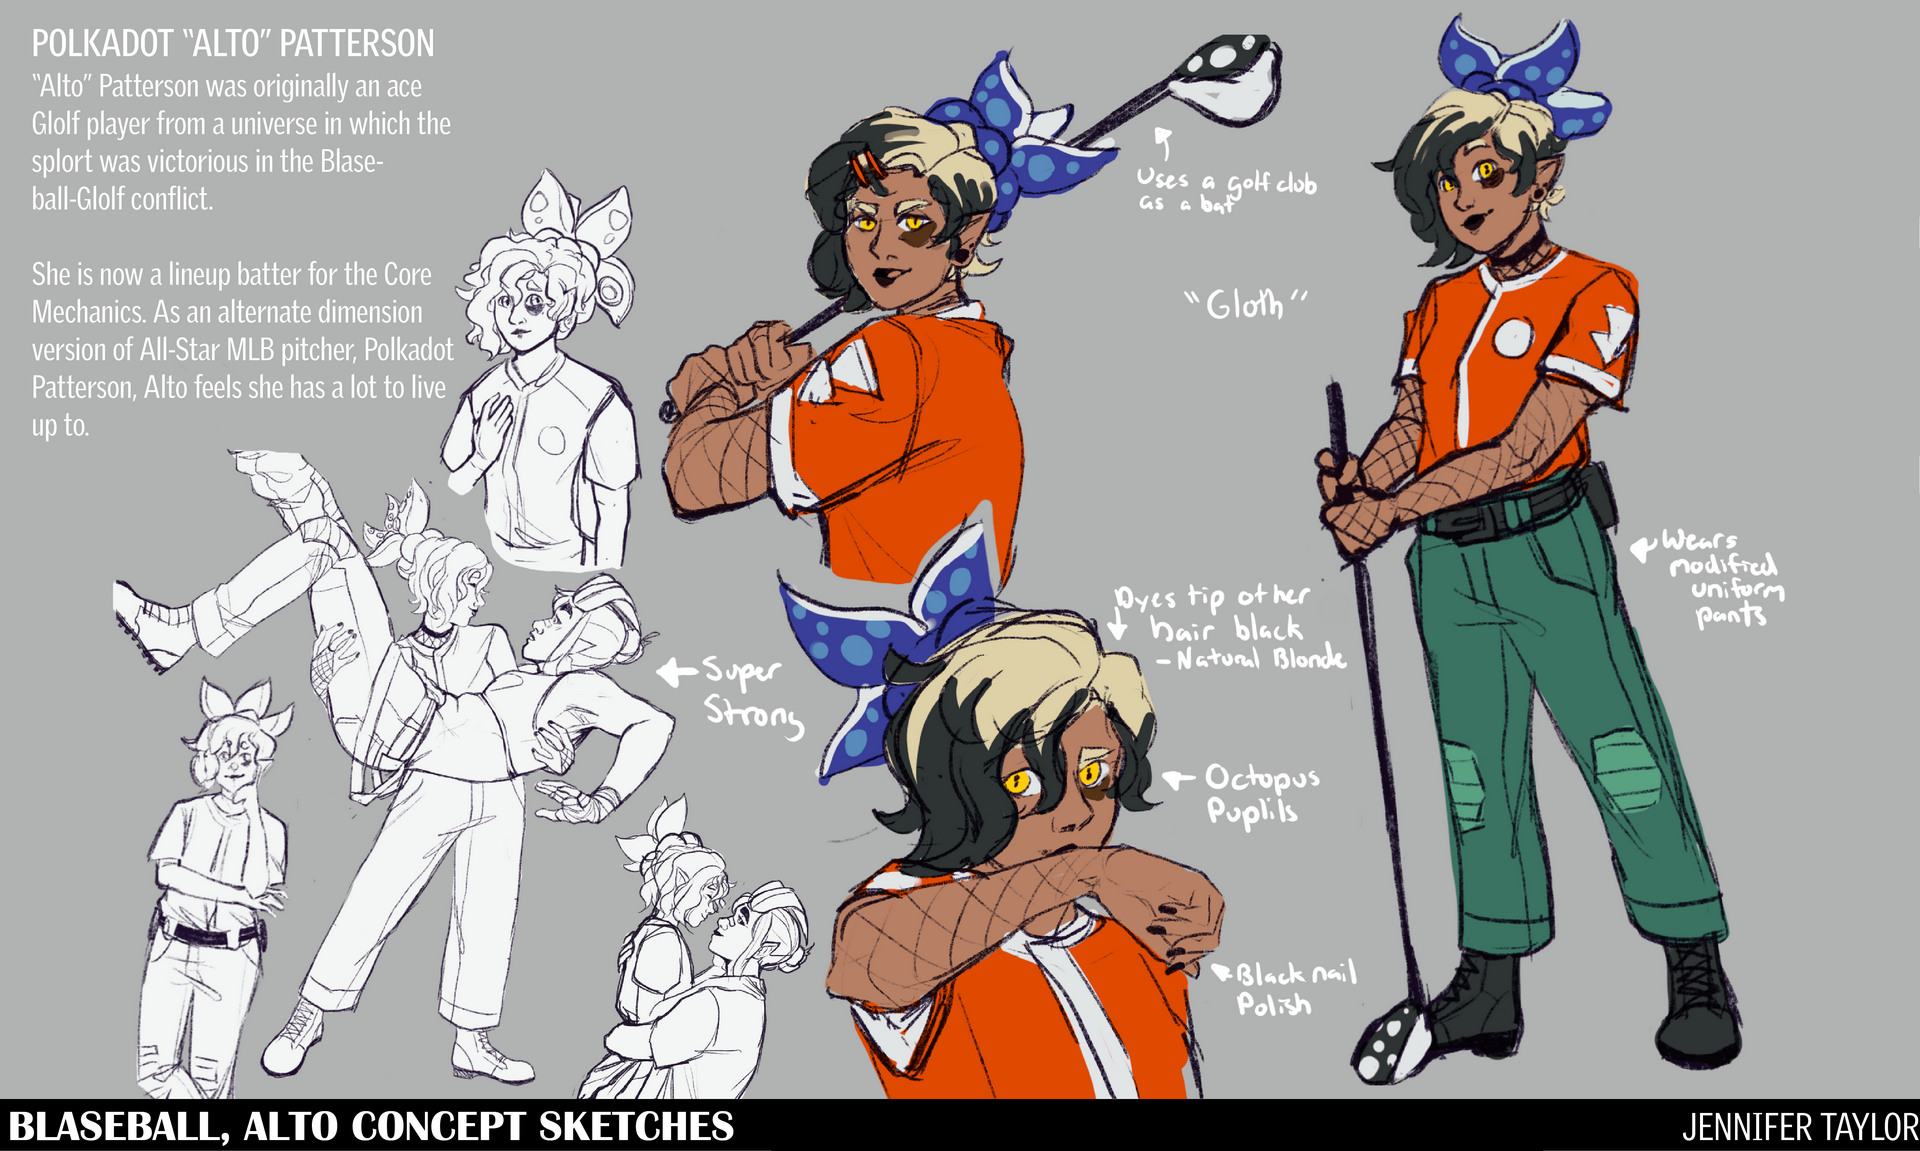 POLKADOT “ALTO” PATTERSON
“Alto” Patterson was originally an ace
Glolf player from a universe in which the
splort was victorious in the Blase-
ball-Glolf conflict.
She is now a lineup batter for the Core
Mechanics. As an alternate dimension
version of All-Star MLB pitcher, Polkadot
Patterson, Alto feels she has a lot to live
up to.
Uses a golf club
as a bat
"Gloth"
Wears
modified
uniform
pants
Dyes tip other
hair black
- Natural Blonde
Super
Strong
Octopus
Puplils
Black nail
Polish
BLASEBALL, ALTO CONCEPT SKETCHES
JENNIFER TAYLOR